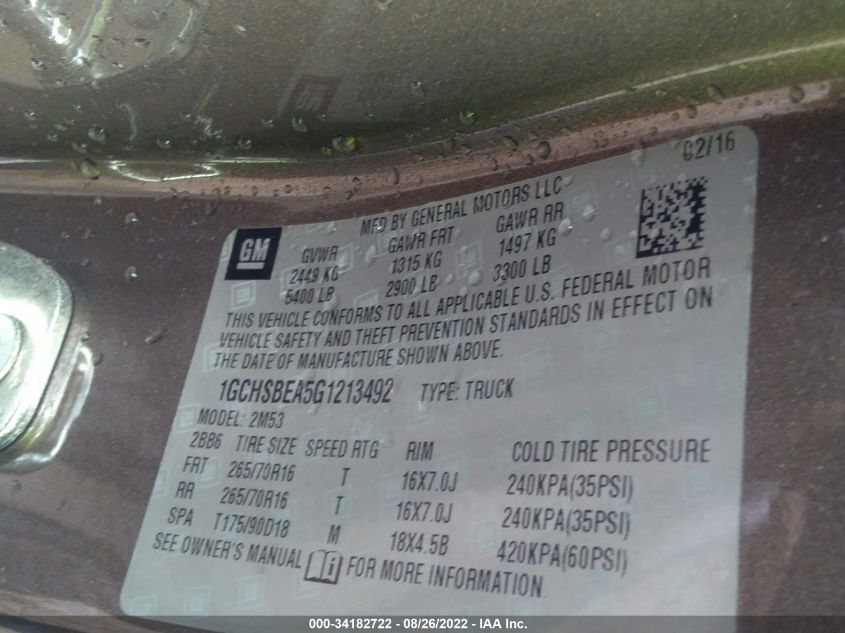 02/16
MFD BY GENERAL MOTORS LLC
GM
GVWR GAWR FRT GAWR RR
2449 KG 1315 KG 1497 KG
5400 LB 2900 LB 3300 LB
THIS VEHICLE CONFORMS TO ALL APPLICABLE U.S. FEDERAL MOTOR
VEHICLE SAFETY AND THEFT PREVENTION STANDARDS IN EFFECT ON
THE DATE OF MANUFACTURE SHOWN ABOVE.
1GCHSBEA5G1213492 TYPE: TRUCK
MODEL: 2M53
2BB6 TIRE SIZE SPEED RTG RIM COLD TIRE PRESSURE
FRT 265/70R16 T 16X7.0J 240KPA(35PSI)
RR 265/70R16 T 16X7.0J 240KPA(35PSI)
SPA T175/90D18 M 18X4.5B 420KPA(60PSI)
SEE OWNER'S MANUAL i FOR MORE INFORMATION
000-34182722 - 08/26/2022 - IAA Inc.